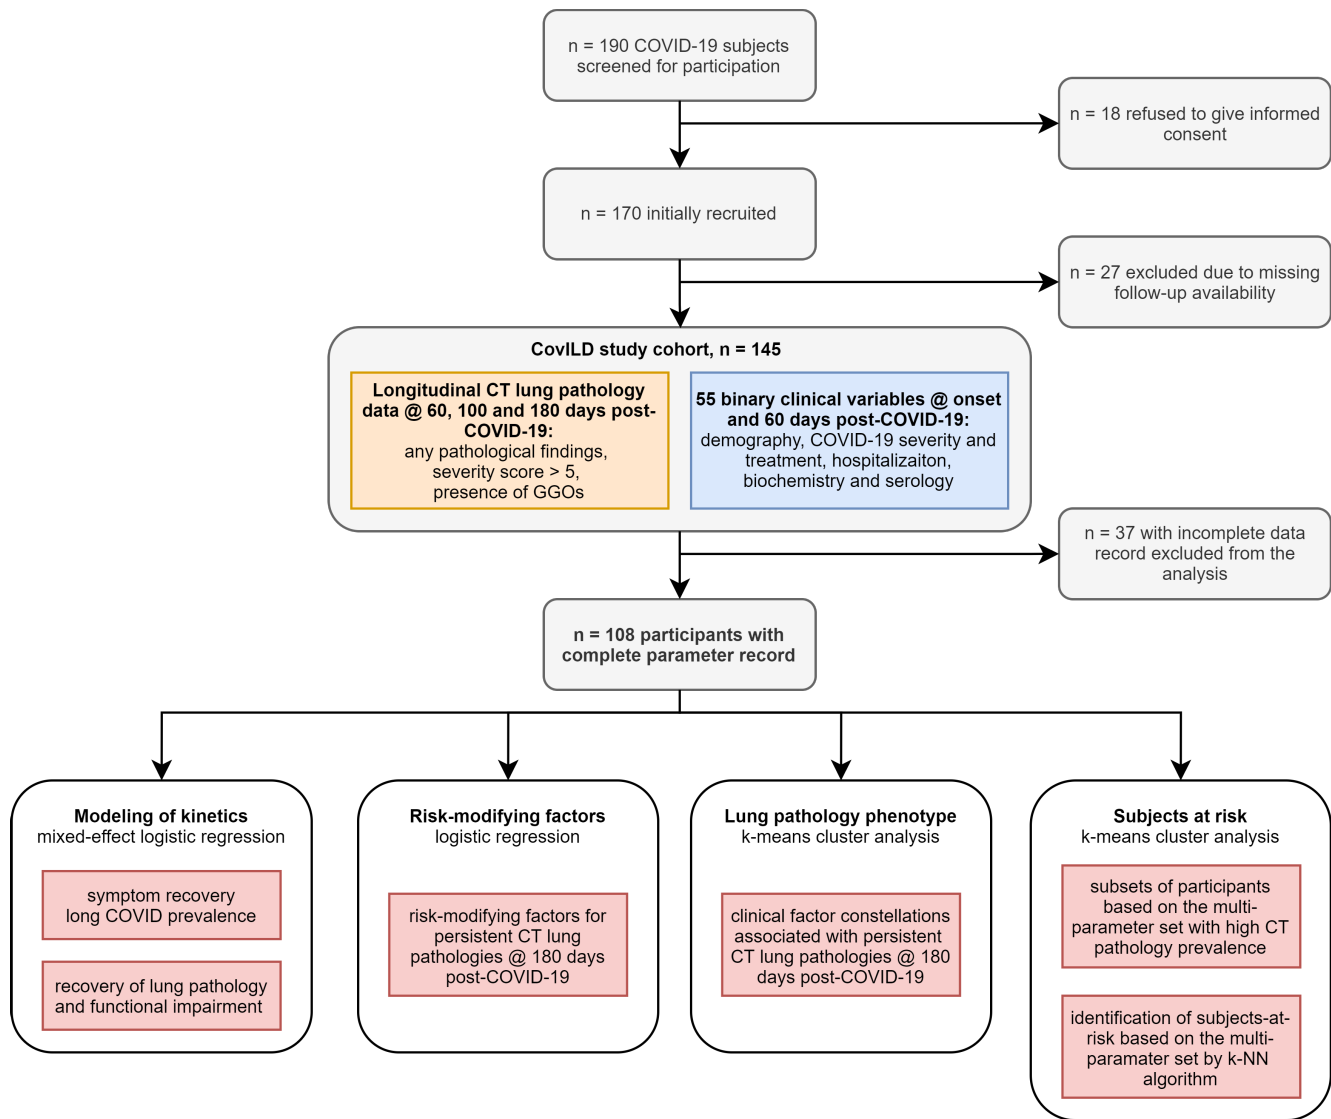 n = 190 COVID-19 subjects
screened for participation
n = 18 refused to give informed
consent
n = 170 initially recruited
n = 27 excluded due to missing
follow-up availability
CovILD study cohort, n = 145
Longitudinal CT lung pathology
data @ 60, 100 and 180 days post-
COVID-19:
any pathological findings,
severity score > 5,
presence of GGOs
55 binary clinical variables @ onset
and 60 days post-COVID-19:
demography, COVID-19 severity and
treatment, hospitalizaiton,
biochemistry and serology
n = 37 with incomplete data
record excluded from the
analysis
n = 108 participants with
complete parameter record
Modeling of kinetics
mixed-effect logistic regression
symptom recovery
long COVID prevalence
recovery of lung pathology
and functional impairment
Risk-modifying factors
logistic regression
risk-modifying factors for
persistent CT lung
pathologies @ 180 days
post-COVID-19
Lung pathology phenotype
k-means cluster analysis
clinical factor constellations
associated with persistent
CT lung pathologies @ 180
days post-COVID-19
Subjects at risk
k-means cluster analysis
subsets of participants
based on the multi-
parameter set with high CT
pathology prevalence
identification of subjects-at-
risk based on the multi-
paramater set by k-NN
algorithm